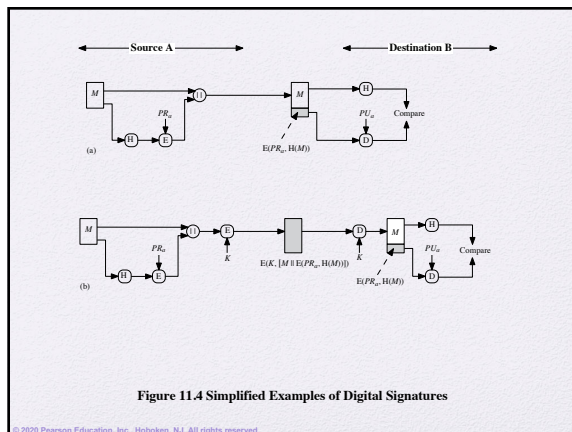 Source A
Destination B
M
||
M
H
PRa
PUa
Compare
H
E
D
E(PRa, H(M))
(a)
M
||
E
D
M
H
PRa
K
K
PUa
Compare
E(K, [M || E(PRa, H(M))])
H
E
D
E(PRa, H(M))
(b)
Figure 11.4 Simplified Examples of Digital Signatures
© 2020 Pearson Education, Inc., Hoboken, NJ. All rights reserved.